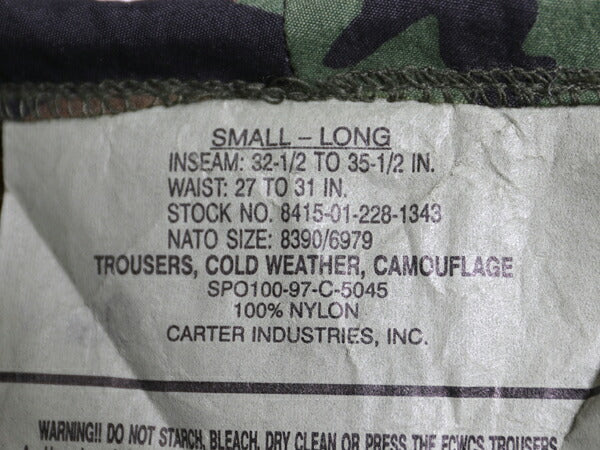 SMALL – LONG
INSEAM: 32-1/2 TO 35-1/2 IN.
WAIST: 27 TO 31 IN.
STOCK NO. 8415-01-228-1343
NATO SIZE: 8390/6979
TROUSERS, COLD WEATHER, CAMOUFLAGE
SPO100-97-C-5045
100% NYLON
CARTER INDUSTRIES, INC.
WARNING!! DO NOT STARCH, BLEACH, DRY CLEAN OR PRESS THE ECWCS TROUSERS